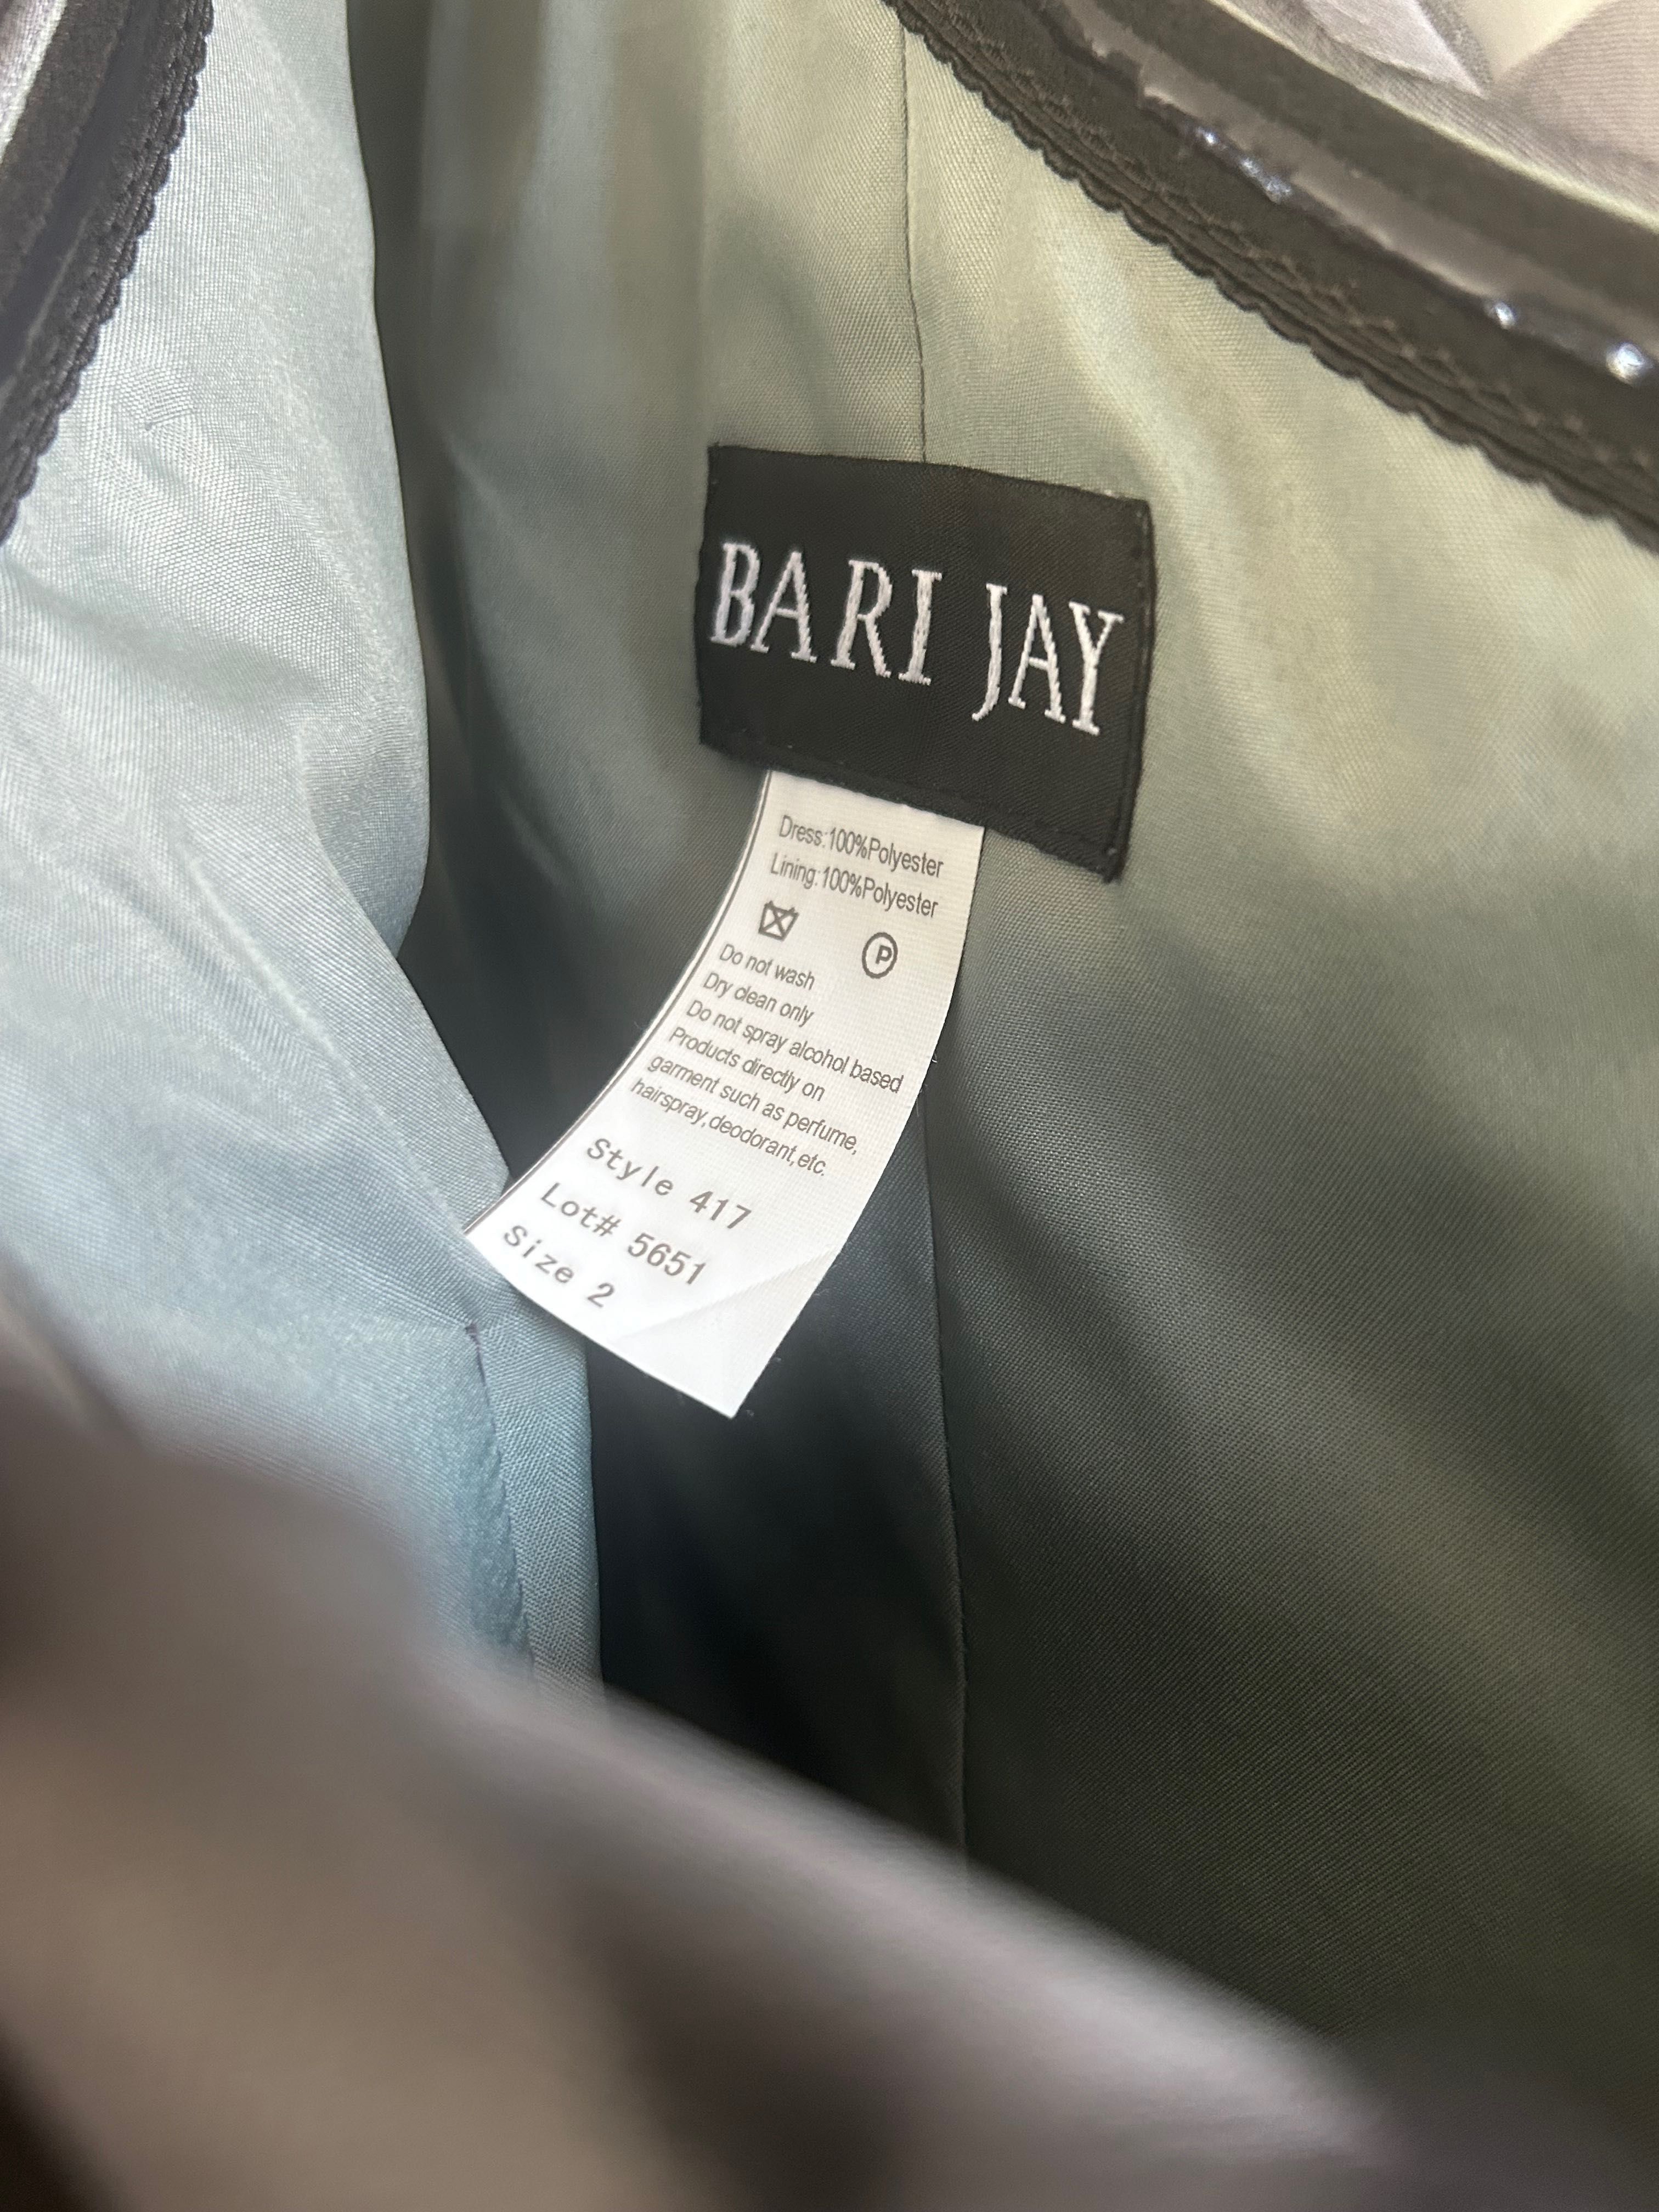 BARI JAY
Dress:100%Polyester
Lining:100%Polyester
P
Do not wash
Dry clean only
Do not spray alcohol based
Products directly on
garment such as perfume,
hairspray,deodorant,etc.
Style 417
Lot# 5651
Size 2